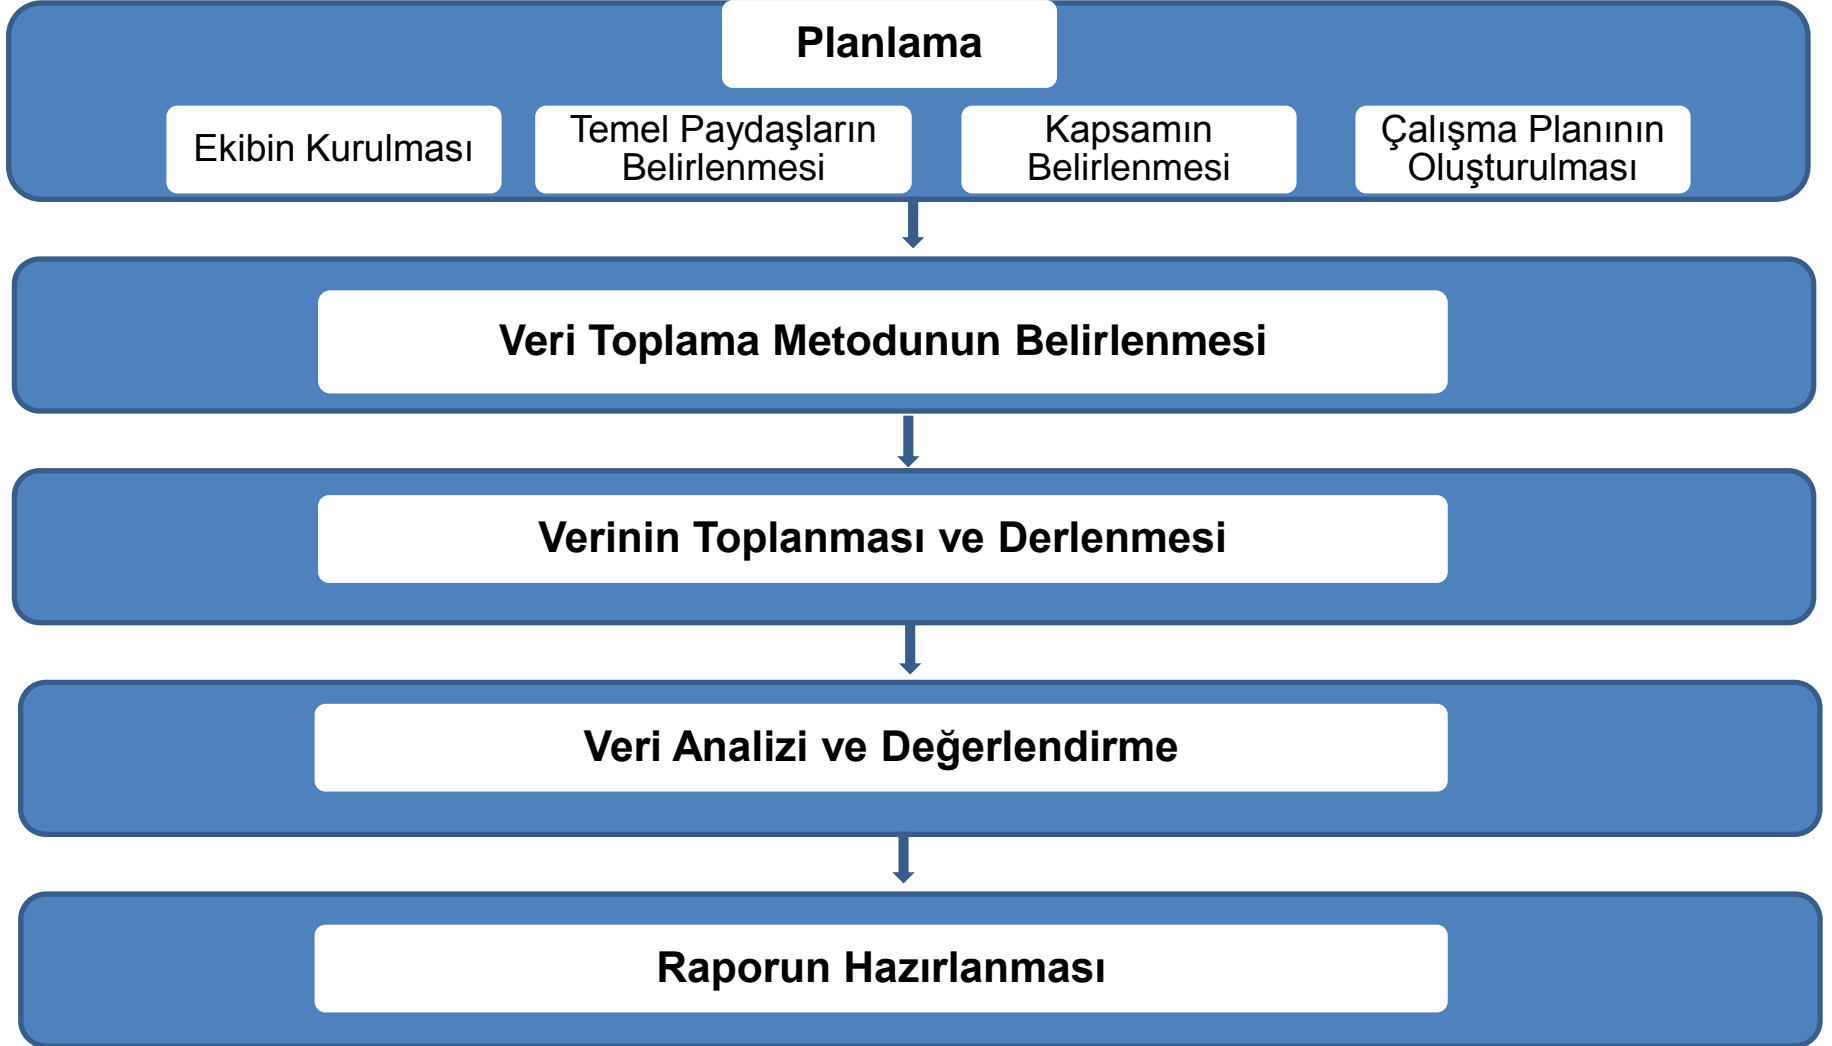 Planlama
Ekibin Kurulması
Temel Paydaşların
Belirlenmesi
Kapsamın
Belirlenmesi
Çalışma Planının
Oluşturulması
Veri Toplama Metodunun Belirlenmesi
Verinin Toplanması ve Derlenmesi
Veri Analizi ve Değerlendirme
Raporun Hazırlanması